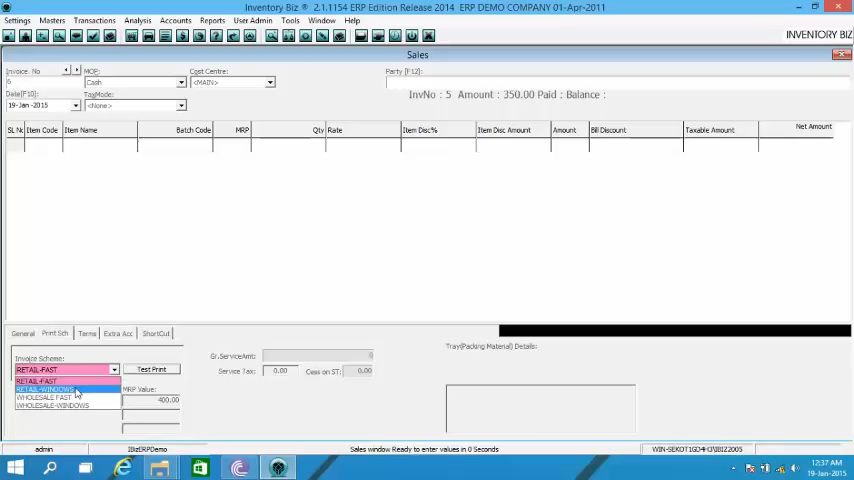 Inventory Biz ® 2.1.1154 ERP Edition Release 2014 ERP DEMO COMPANY 01-Apr-2011
Settings Masters Transactions Analysis Accounts Reports User Admin Tools Window Help
INVENTORY BIZ
Sales
Invoice. No MOP: Cost Centre: Party [F12]:
6 Cash <MAIN>
InvNo : 5 Amount : 350.00 Paid : Balance :
Date[F10]: TaxMode:
19-Jan -2015 <None>
SL No Item Code Item Name Batch Code MRP Qty Rate Item Disc% Item Disc Amount Amount Bill Discount Taxable Amount Net Amount
General Print Sch Terms Extra Acc ShortCut
Invoice Scheme:
RETAIL-FAST Test Print
RETAIL-FAST
RETAIL-WINDOWS
WHOLESALE FAST
WHOLESALE-WINDOWS
MRP Value:
400.00
Gr.ServiceAmt: 0
Service Tax: 0.00 Cess on ST: 0.00
Tray(Packing Material) Details:
admin IBizERPDemo Sales window Ready to enter values in 0 Seconds WIN-SEKOT1GO4H3\IBIZ2005
12:37 AM
19-Jan-2015